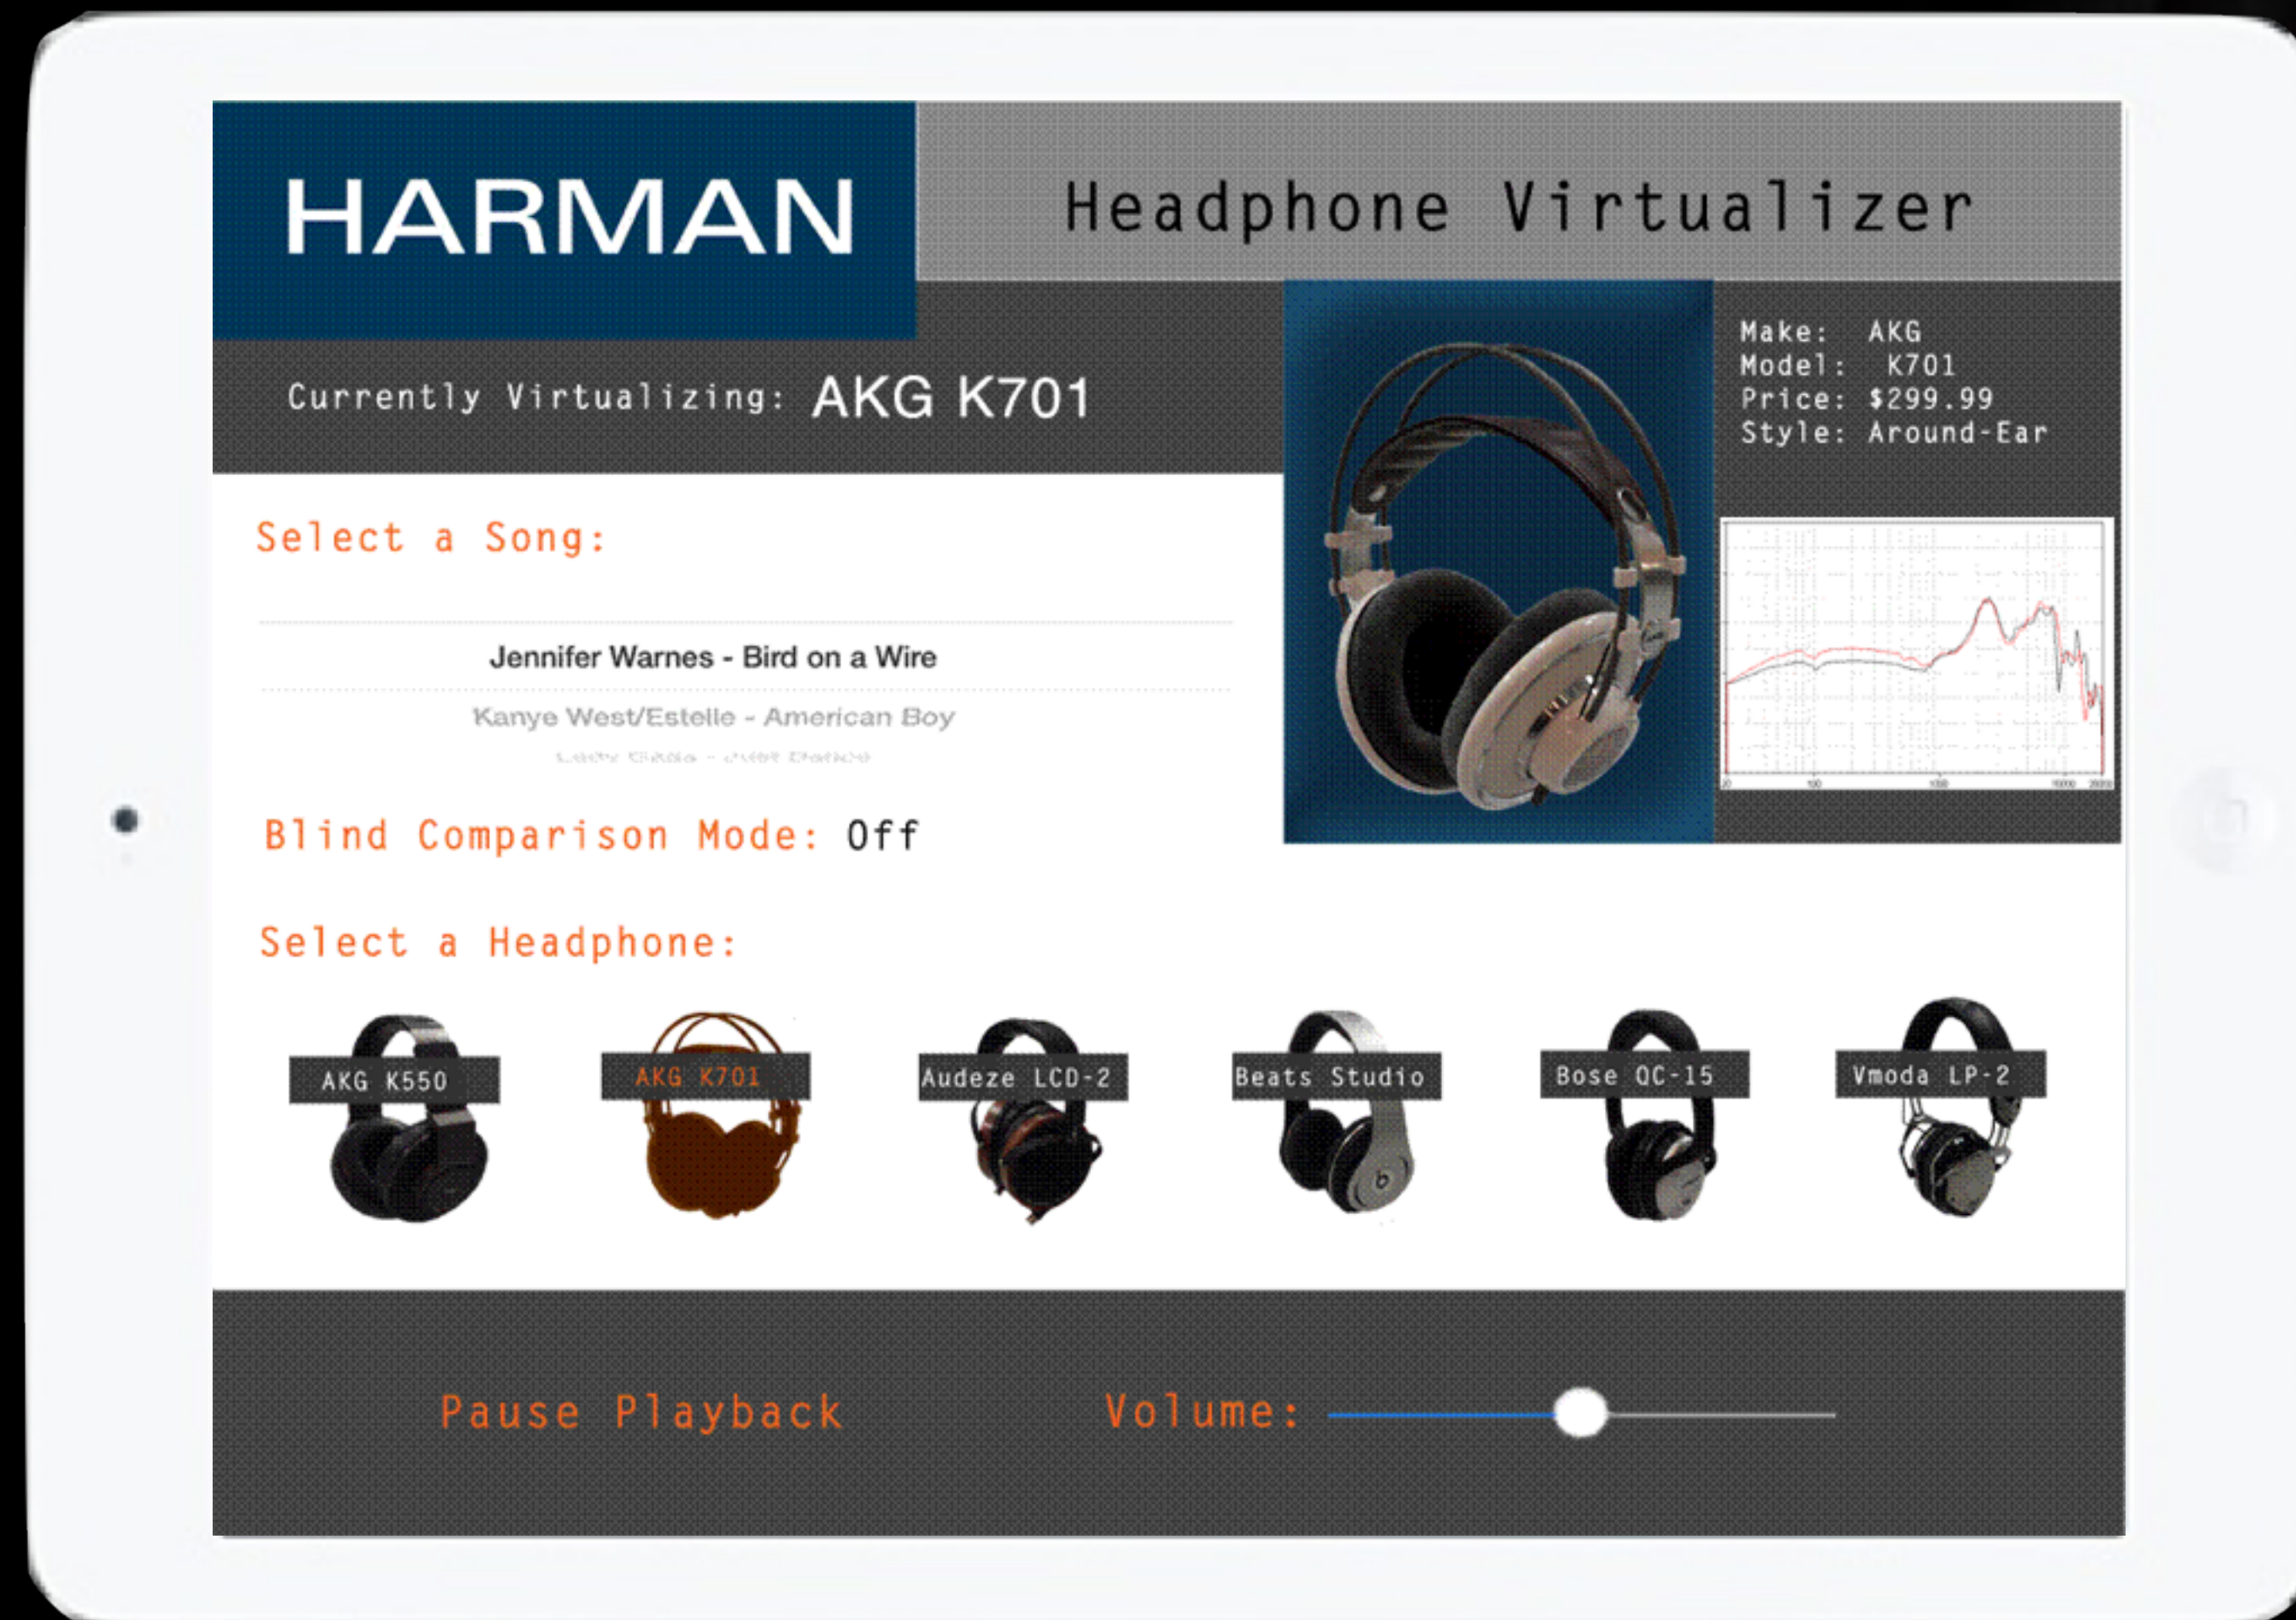 HARMAN
Headphone Virtualizer
Currently Virtualizing: AKG K701
Make: AKG
Model: K701
Price: $299.99
Style: Around-Ear
Select a Song:
Jennifer Warnes - Bird on a Wire
Kanye West/Estelle - American Boy
Blind Comparison Mode: Off
Select a Headphone:
AKG K550
AKG K701
Audeze LCD-2
Beats Studio
Bose QC-15
Vmoda LP-2
Pause Playback
Volume: